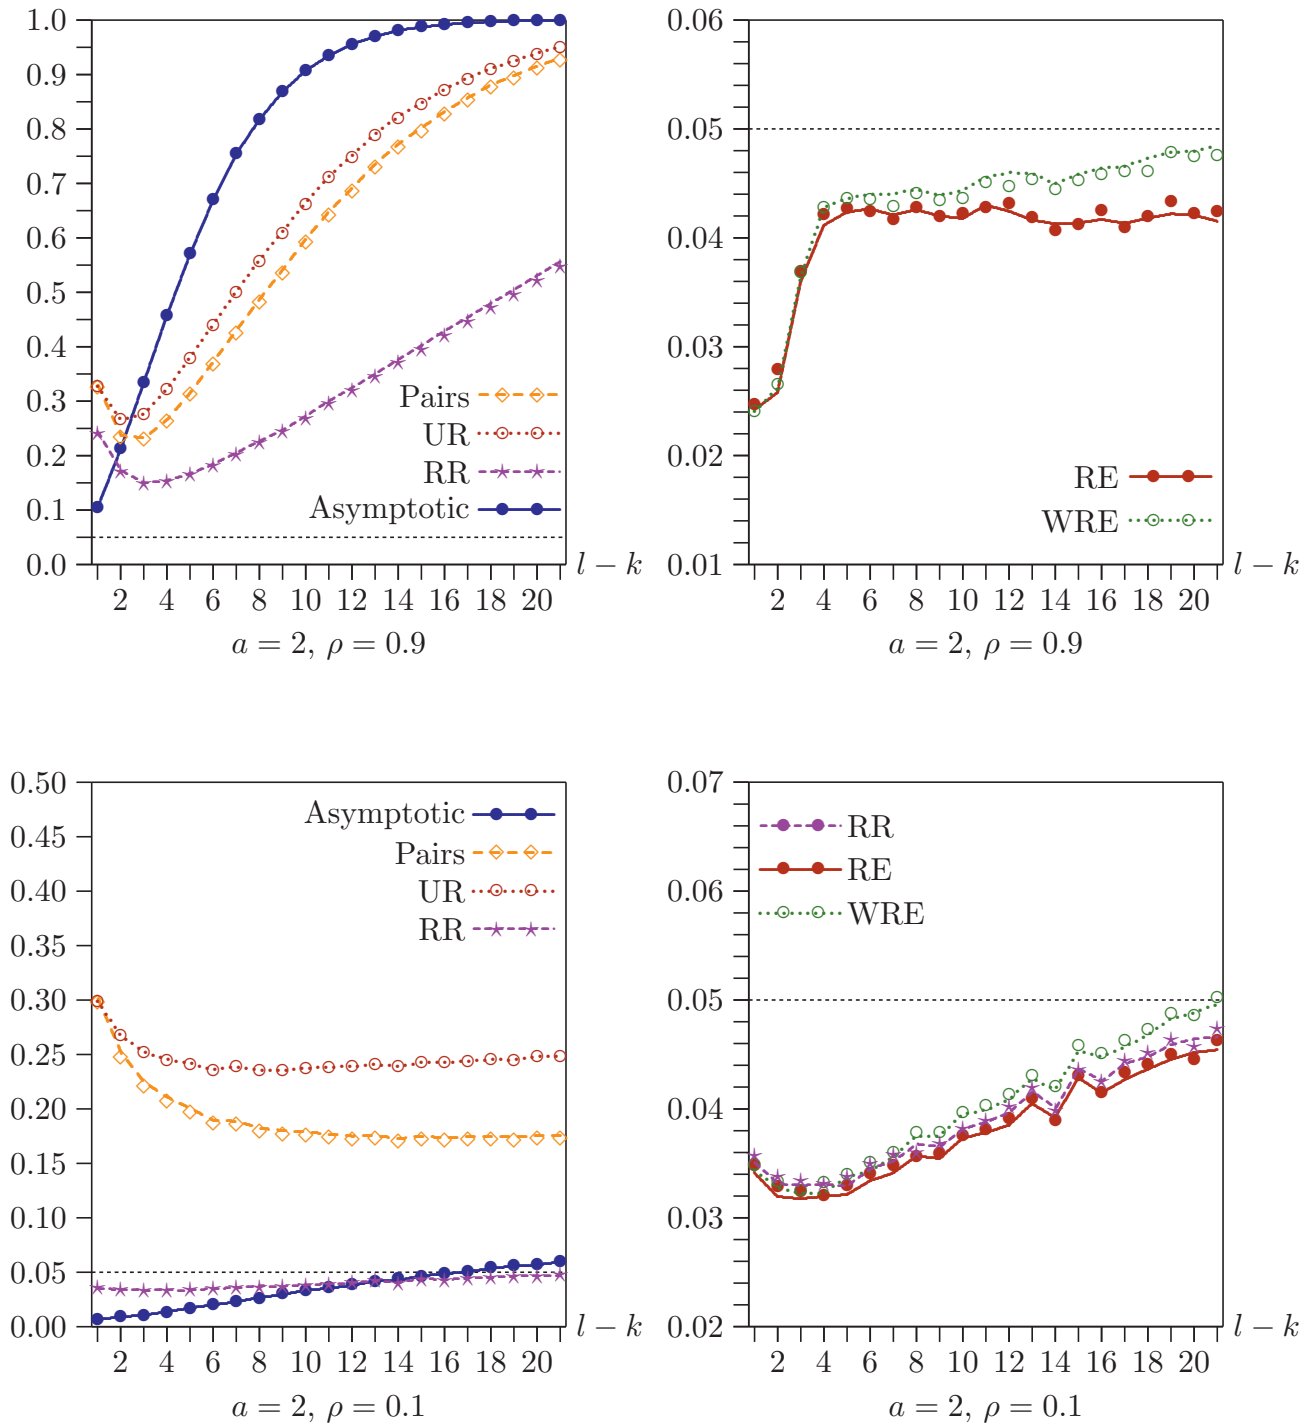 1.0
0.9
0.8
0.7
0.6
0.5
0.4
0.3
0.2
0.1
0.0
Pairs
UR
RR
Asymptotic
l − k
2 4 6 8 10 12 14 16 18 20
a = 2, ρ = 0.9
0.06
0.05
0.04
0.03
0.02
0.01
RE
WRE
l − k
2 4 6 8 10 12 14 16 18 20
a = 2, ρ = 0.9
0.50
0.45
0.40
0.35
0.30
0.25
0.20
0.15
0.10
0.05
0.00
Asymptotic
Pairs
UR
RR
l − k
2 4 6 8 10 12 14 16 18 20
a = 2, ρ = 0.1
0.07
0.06
0.05
0.04
0.03
0.02
RR
RE
WRE
l − k
2 4 6 8 10 12 14 16 18 20
a = 2, ρ = 0.1